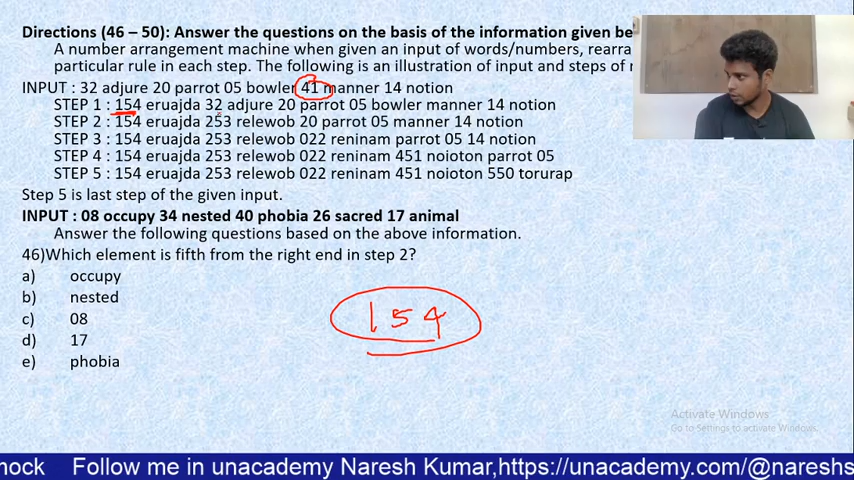 Directions (46 – 50): Answer the questions on the basis of the information given be
A number arrangement machine when given an input of words/numbers, rearra
particular rule in each step. The following is an illustration of input and steps of
INPUT : 32 adjure 20 parrot 05 bowler 41 manner 14 notion
STEP 1 : 154 eruajda 32 adjure 20 parrot 05 bowler manner 14 notion
STEP 2 : 154 eruajda 253 relewob 20 parrot 05 manner 14 notion
STEP 3 : 154 eruajda 253 relewob 022 reninam parrot 05 14 notion
STEP 4 : 154 eruajda 253 relewob 022 reninam 451 noioton parrot 05
STEP 5 : 154 eruajda 253 relewob 022 reninam 451 noioton 550 torurap
Step 5 is last step of the given input.
INPUT : 08 occupy 34 nested 40 phobia 26 sacred 17 animal
Answer the following questions based on the above information.
46)Which element is fifth from the right end in step 2?
a) occupy
b) nested
c) 08
d) 17
e) phobia
154
Activate Windows
Go to Settings to activate Windows.
nock Follow me in unacademy Naresh Kumar,https://unacademy.com/@naresh